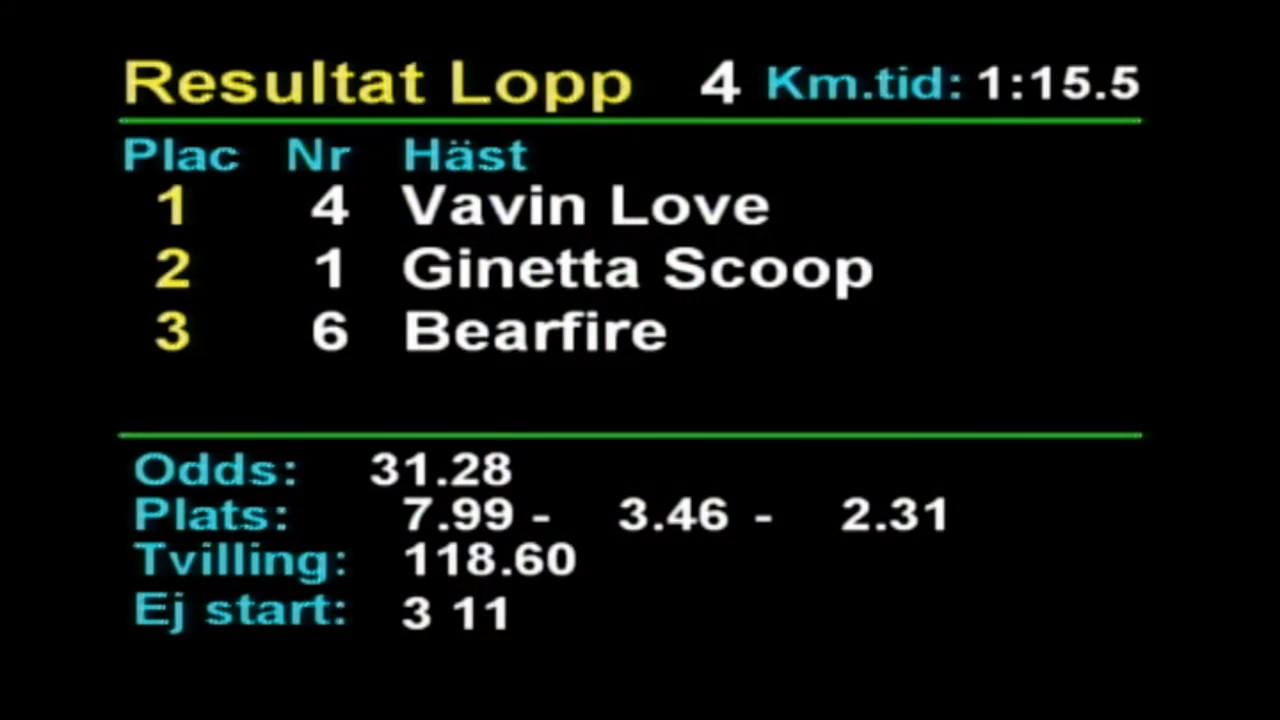 Resultat Lopp 4 Km.tid: 1:15.5
Plac Nr Häst
1 4 Vavin Love
2 1 Ginetta Scoop
3 6 Bearfire
Odds: 31.28
Plats: 7.99 - 3.46 - 2.31
Tvilling: 118.60
Ej start: 3 11